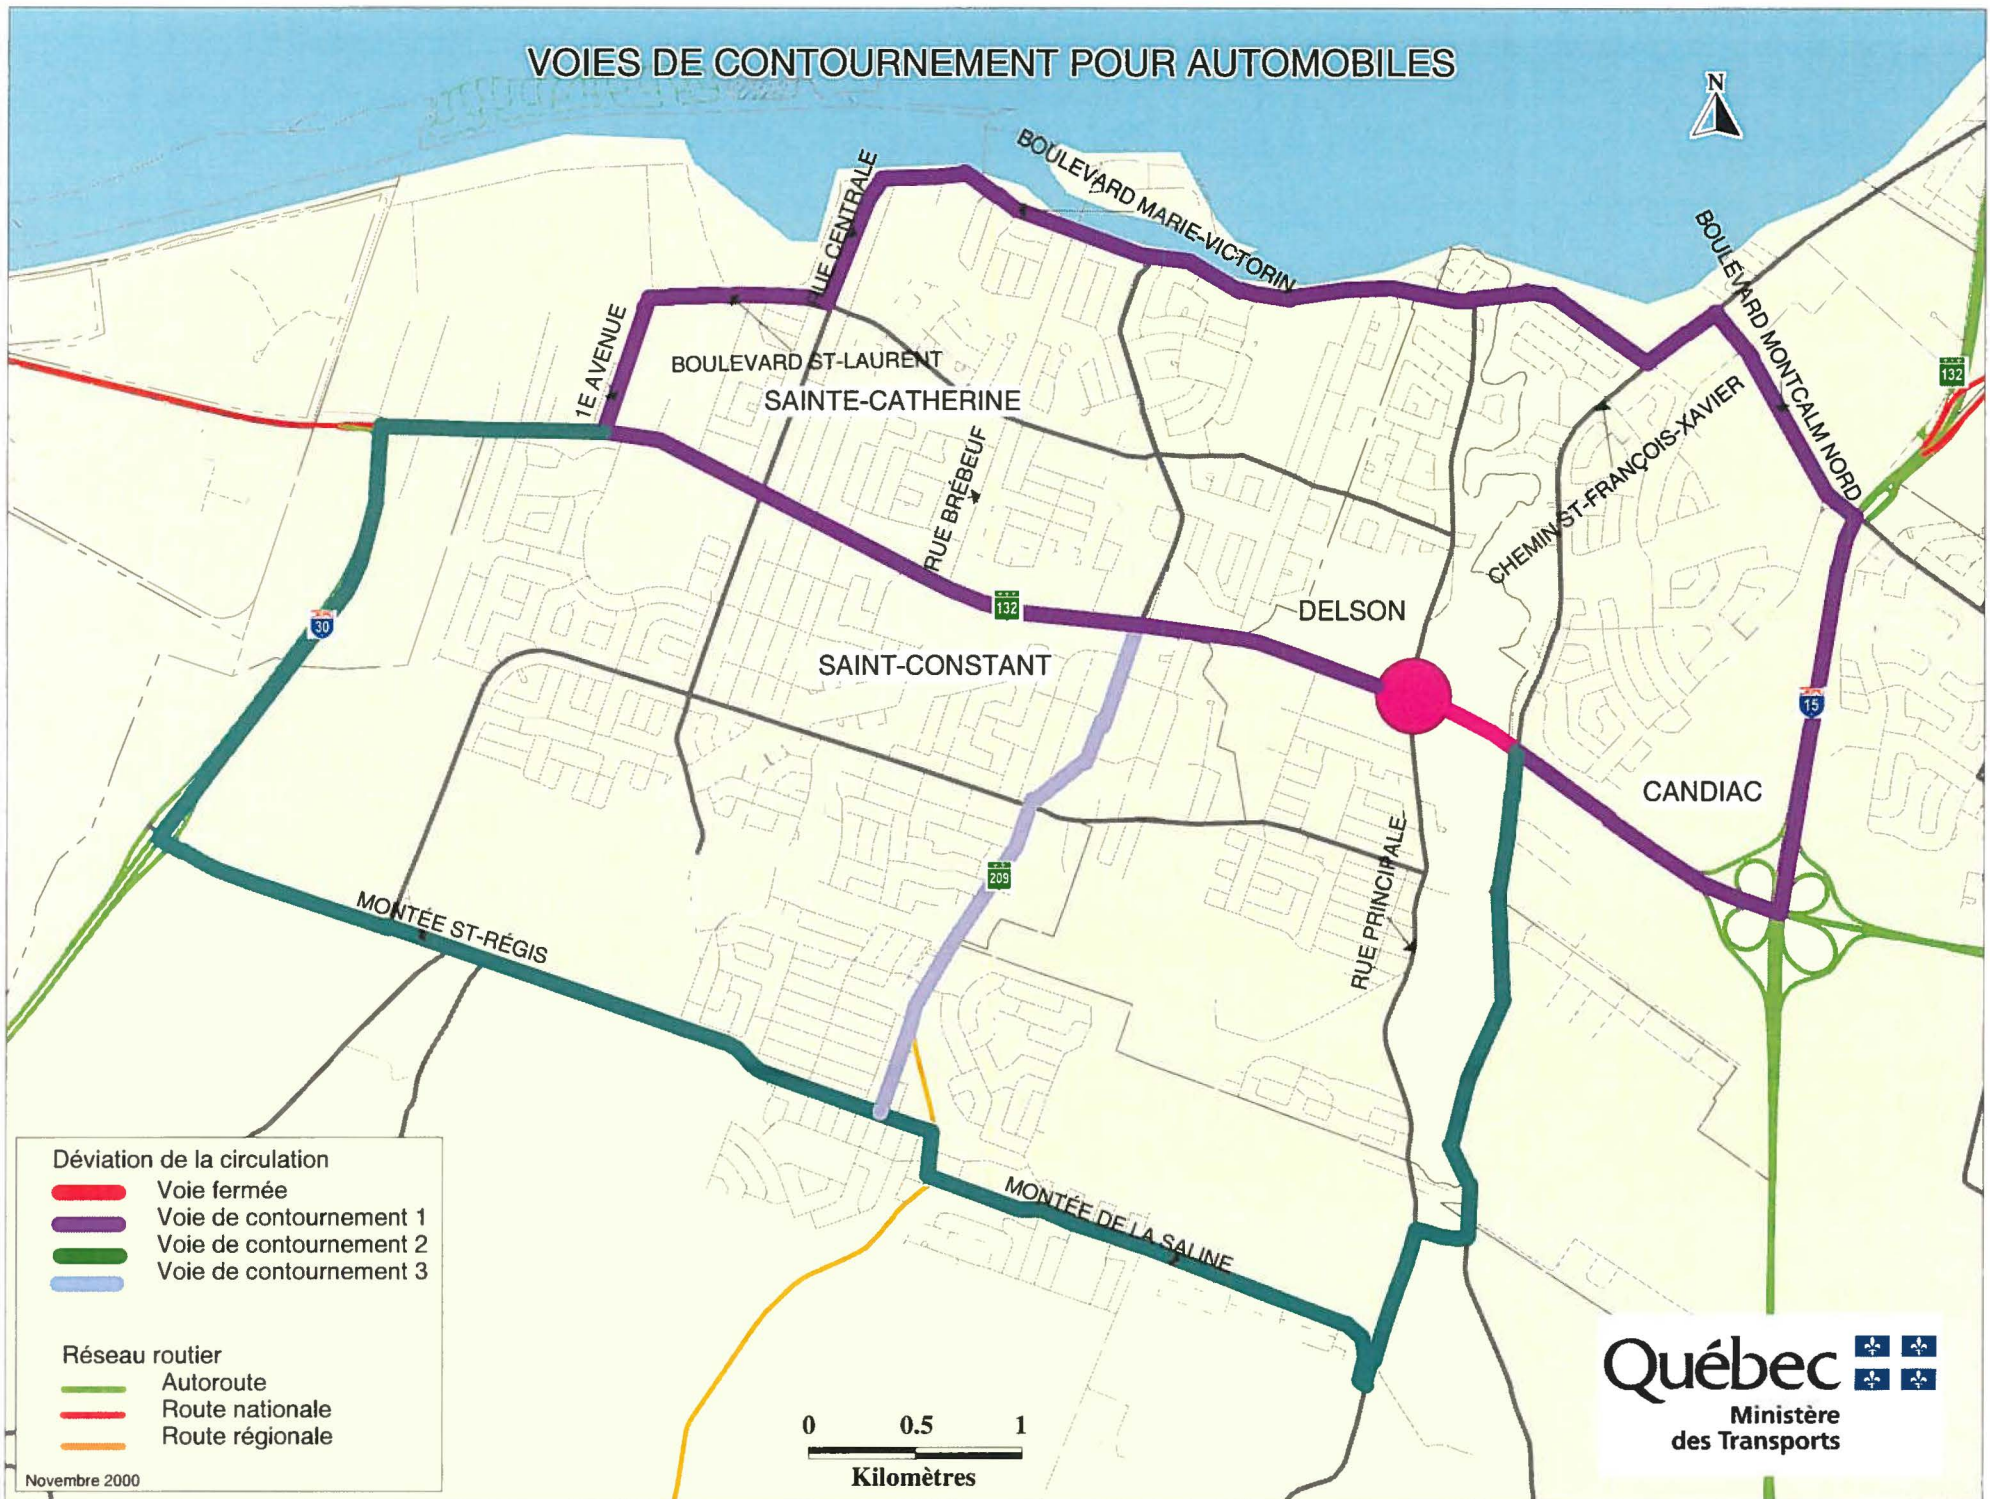 VOIES DE CONTOURNEMENT POUR AUTOMOBILES
N
BOULEVARD MARIE-VICTORIN
RUE CENTRALE
BOULEVARD MONTCALM NORD
1E AVENUE
BOULEVARD ST-LAURENT
SAINTE-CATHERINE
132
CHEMIN ST-FRANÇOIS-XAVIER
RUE BRÉBEUF
132
DELSON
30
SAINT-CONSTANT
15
CANDIAC
209
RUE PRINCIPALE
MONTÉE ST-RÉGIS
MONTÉE DE LA SALINE
Déviation de la circulation
Voie fermée
Voie de contournement 1
Voie de contournement 2
Voie de contournement 3
Réseau routier
Autoroute
Route nationale
Route régionale
Novembre 2000
0 0.5 1
Kilomètres
Québec
Ministère
des Transports